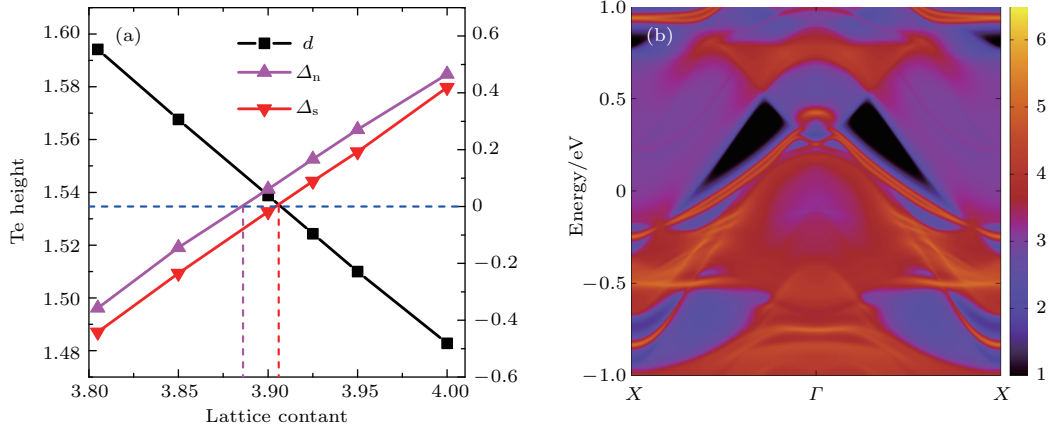 (a)
d
Δn
Δs
1.60
1.58
1.56
1.54
1.52
1.50
1.48
Te height
0.6
0.4
0.2
0
−0.2
−0.4
−0.6
3.80
3.85
3.90
3.95
4.00
Lattice contant
(b)
1.0
0.5
0
−0.5
−1.0
Energy/eV
X
Γ
X
6
5
4
3
2
1